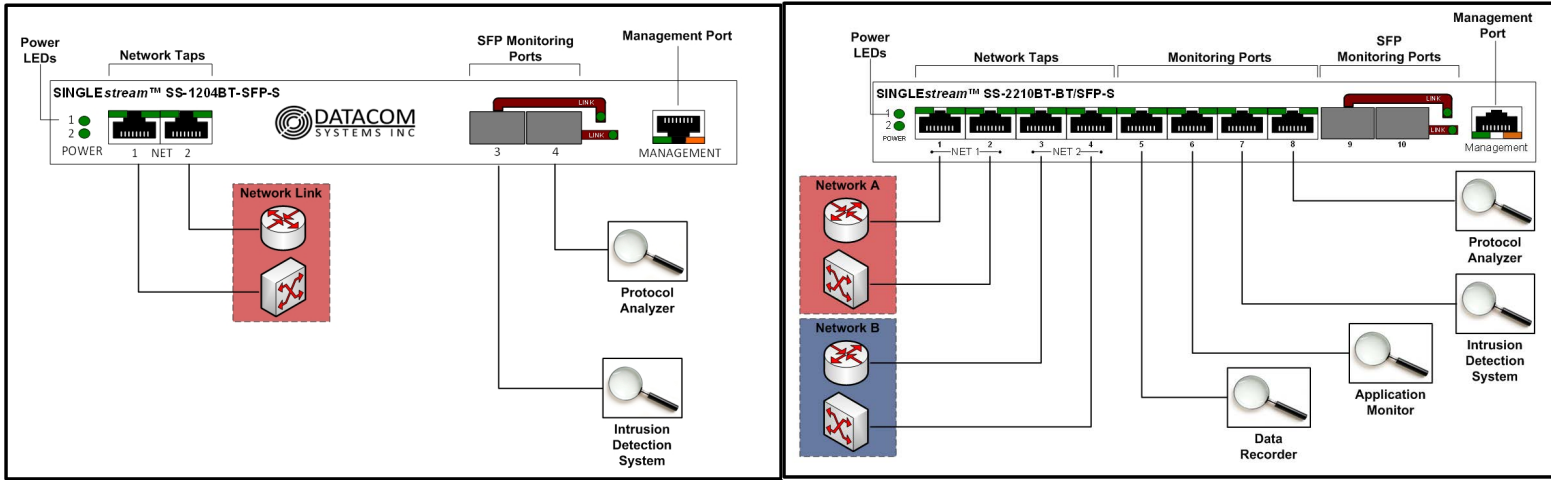 Power
LEDs
Network Taps
SFP Monitoring
Ports
Management Port
SINGLEstream™ SS-1204BT-SFP-S
LINK
LINK
1
2
POWER
DATACOM
SYSTEMS INC
1 NET 2
3 4
MANAGEMENT
Network Link
Protocol
Analyzer
Intrusion
Detection
System
Power
LEDs
Network Taps
Monitoring Ports
SFP
Monitoring Ports
Management
Port
SINGLEstream™ SS-2210BT-BT/SFP-S
LINK
LINK
1
2
POWER
1 2 3 4 5 6 7 8 9 10
NET 1 NET 2
Management
Network A
Network B
Protocol
Analyzer
Intrusion
Detection
System
Application
Monitor
Data
Recorder